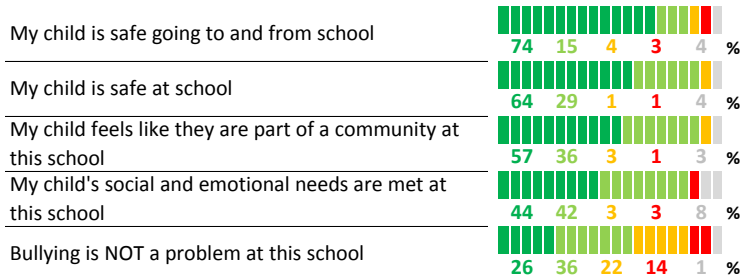 My child is safe going to and from school
74 15 4 3 4 %
My child is safe at school
64 29 1 1 4 %
My child feels like they are part of a community at
this school
57 36 3 1 3 %
My child's social and emotional needs are met at
this school
44 42 3 3 8 %
Bullying is NOT a problem at this school
26 36 22 14 1 %